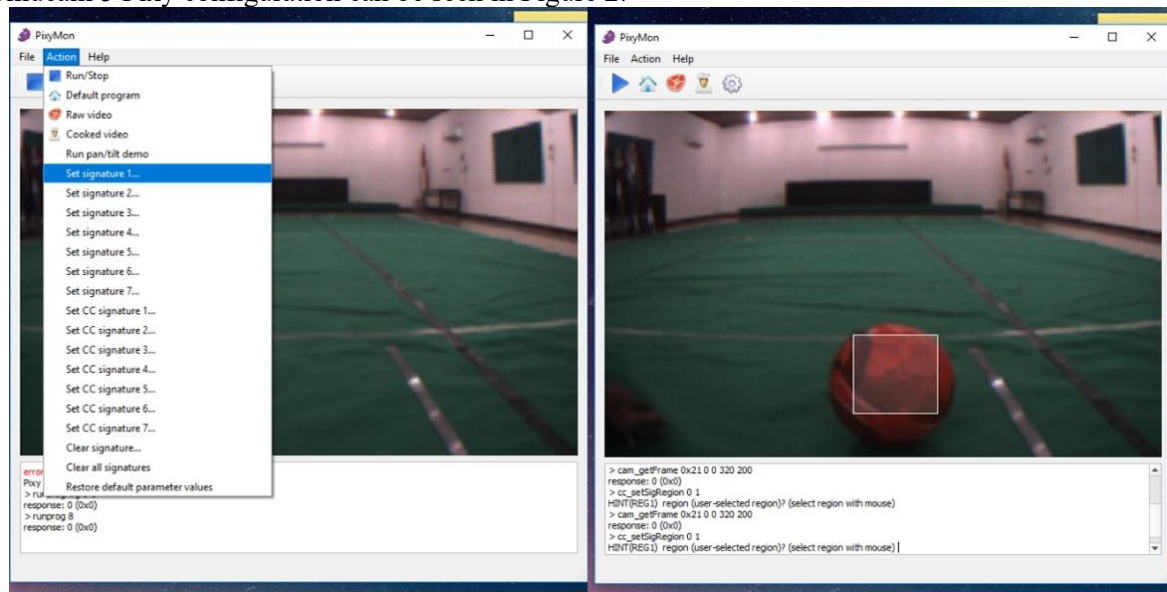 PixyMon
File Action Help
Run/Stop
Default program
Raw video
Cooked video
Run pan/tilt demo
Set signature 1...
Set signature 2...
Set signature 3...
Set signature 4...
Set signature 5...
Set signature 6...
Set signature 7...
Set CC signature 1...
Set CC signature 2...
Set CC signature 3...
Set CC signature 4...
Set CC signature 5...
Set CC signature 6...
Set CC signature 7...
Clear signature...
Clear all signatures
Restore default parameter values
error
Pixy
response: 0 (0x0)
> runprog 8
response: 0 (0x0)
PixyMon
File Action Help
> cam_getFrame 0x21 0 0 320 200
response: 0 (0x0)
> cc_setSigRegion 0 1
HINT(REG1) region (user-selected region)? (select region with mouse)
> cam_getFrame 0x21 0 0 320 200
response: 0 (0x0)
> cc_setSigRegion 0 1
HINT(REG1) region (user-selected region)? (select region with mouse)